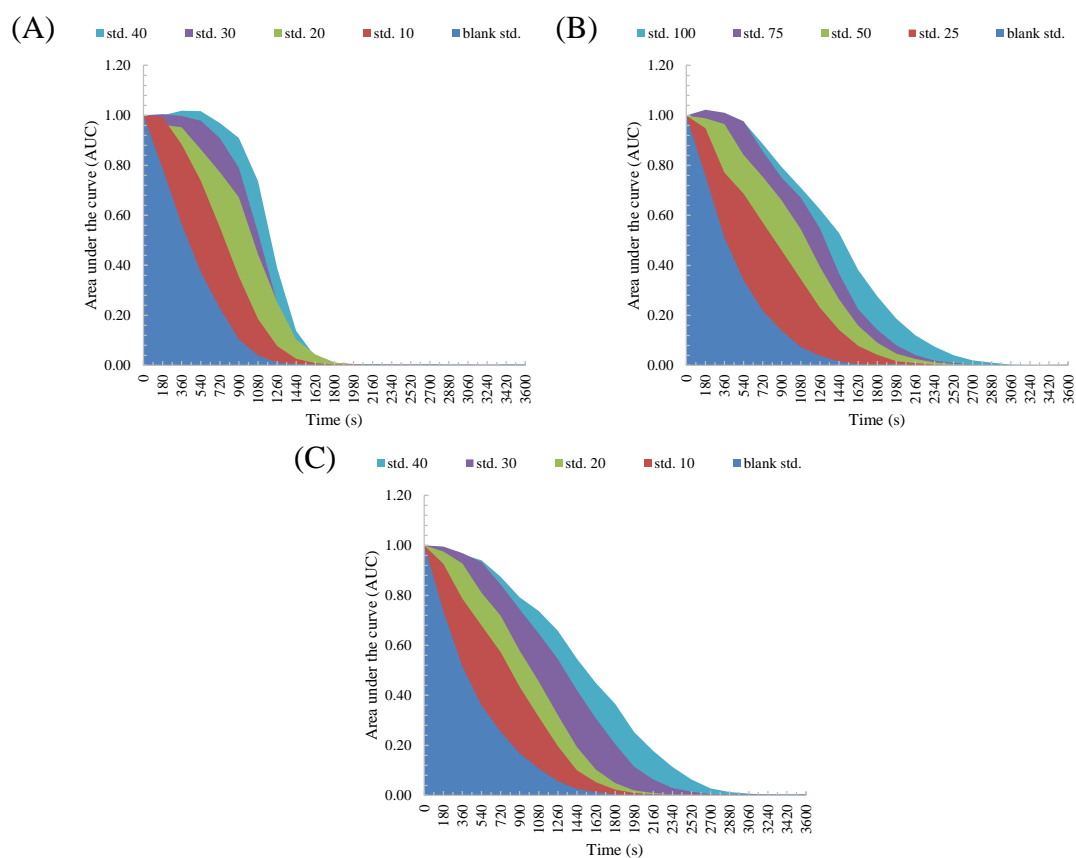 (A)
std. 40 std. 30 std. 20 std. 10 blank std.
1.20
1.00
0.80
0.60
0.40
0.20
0.00
Area under the curve (AUC)
0 180 360 540 720 900 1080 1260 1440 1620 1800 1980 2160 2340 2520 2700 2880 3060 3240 3420 3600
Time (s)
(B)
std. 100 std. 75 std. 50 std. 25 blank std.
1.20
1.00
0.80
0.60
0.40
0.20
0.00
Area under the curve (AUC)
0 180 360 540 720 900 1080 1260 1440 1620 1800 1980 2160 2340 2520 2700 2880 3060 3240 3420 3600
Time (s)
(C)
std. 40 std. 30 std. 20 std. 10 blank std.
1.20
1.00
0.80
0.60
0.40
0.20
0.00
Area under the curve (AUC)
0 180 360 540 720 900 1080 1260 1440 1620 1800 1980 2160 2340 2520 2700 2880 3060 3240 3420 3600
Time (s)